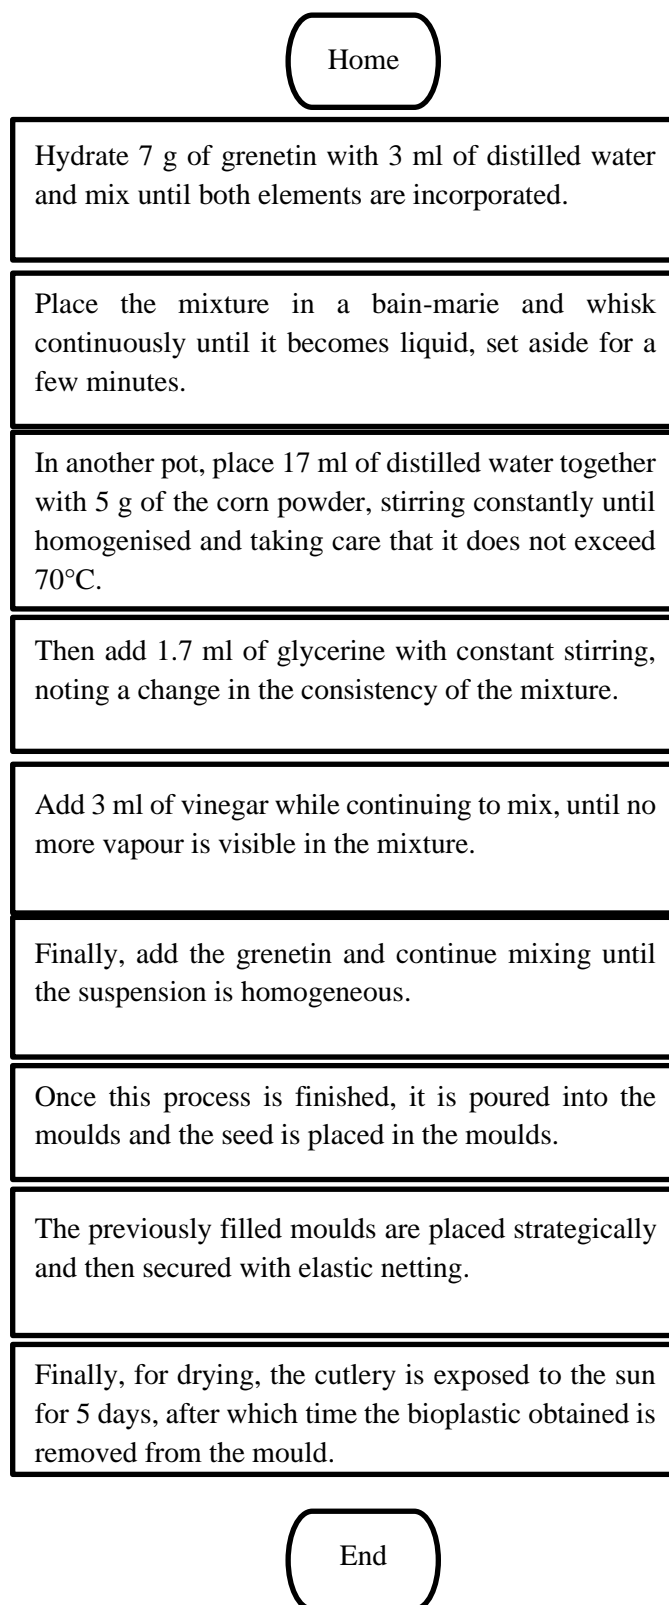 Home
Hydrate 7 g of grenetin with 3 ml of distilled water
and mix until both elements are incorporated.
Place the mixture in a bain-marie and whisk
continuously until it becomes liquid, set aside for a
few minutes.
In another pot, place 17 ml of distilled water together
with 5 g of the corn powder, stirring constantly until
homogenised and taking care that it does not exceed
70°C.
Then add 1.7 ml of glycerine with constant stirring,
noting a change in the consistency of the mixture.
Add 3 ml of vinegar while continuing to mix, until no
more vapour is visible in the mixture.
Finally, add the grenetin and continue mixing until
the suspension is homogeneous.
Once this process is finished, it is poured into the
moulds and the seed is placed in the moulds.
The previously filled moulds are placed strategically
and then secured with elastic netting.
Finally, for drying, the cutlery is exposed to the sun
for 5 days, after which time the bioplastic obtained is
removed from the mould.
End